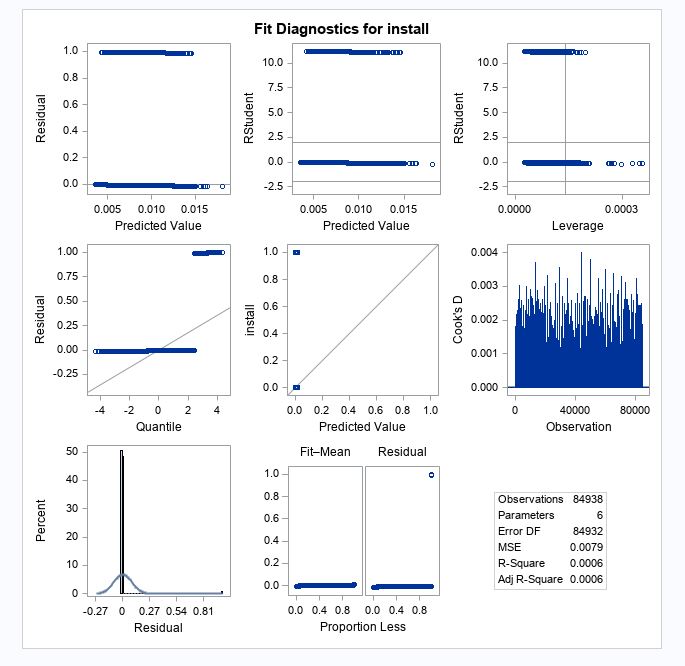 Fit Diagnostics for install
1.0
0.8
0.6
0.4
0.2
0.0
Residual
0.005 0.010 0.015
Predicted Value
10.0
7.5
5.0
2.5
0.0
-2.5
RStudent
0.005 0.010 0.015
Predicted Value
10.0
7.5
5.0
2.5
0.0
-2.5
RStudent
0.0000 0.0003
Leverage
1.00
0.75
0.50
0.25
0.00
-0.25
Residual
-4 -2 0 2 4
Quantile
1.0
0.8
0.6
0.4
0.2
0.0
install
0.0 0.2 0.4 0.6 0.8 1.0
Predicted Value
0.004
0.003
0.002
0.001
0.000
Cook's D
0 40000 80000
Observation
50
40
30
20
10
0
Percent
-0.27 0 0.27 0.54 0.81
Residual
Fit–Mean Residual
1.0
0.8
0.6
0.4
0.2
0.0
0.0 0.4 0.8 0.0 0.4 0.8
Proportion Less
Observations 84938
Parameters 6
Error DF 84932
MSE 0.0079
R-Square 0.0006
Adj R-Square 0.0006